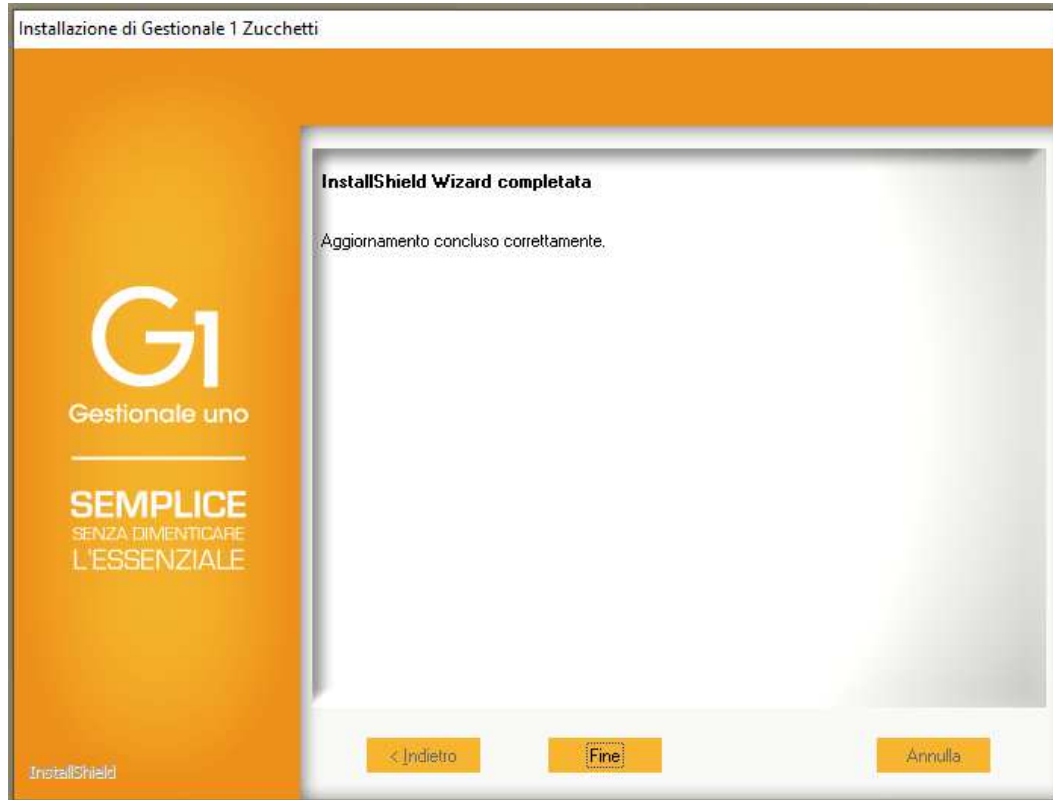 Installazione di Gestionale 1 Zucchetti
InstallShield Wizard completata
Aggiornamento concluso correttamente.
G1
Gestionale uno
SEMPLICE
SENZA DIMENTICARE
L'ESSENZIALE
InstallShield
< Indietro
Fine
Annulla